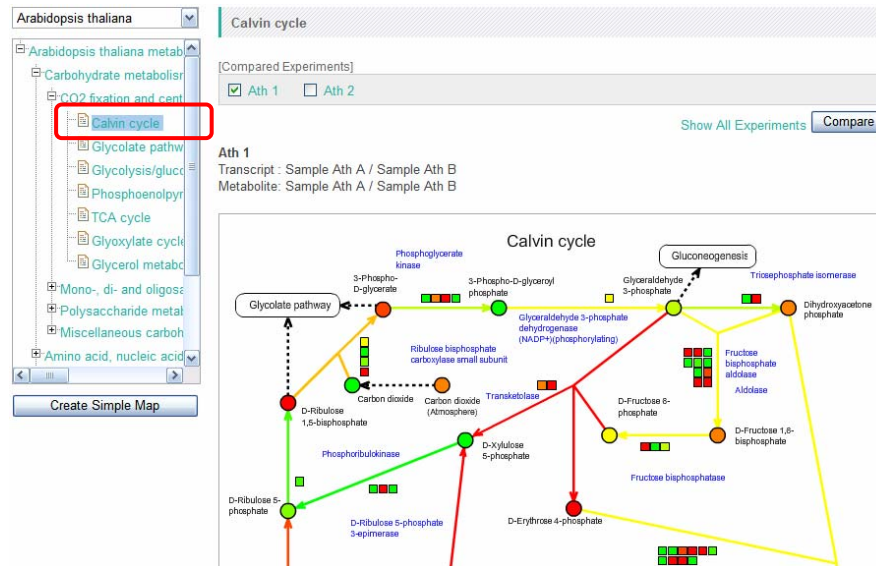 Arabidopsis thaliana
Arabidopsis thaliana metab
Carbohydrate metabolisr
CO2 fixation and cent
Calvin cycle
Glycolate pathw
Glycolysis/gluco
Phosphoenolpyr
TCA cycle
Glyoxylate cycle
Glycerol metabo
Mono-, di- and oligosa
Polysaccharide metal
Miscellaneous carboh
Amino acid, nucleic acid
Create Simple Map
Calvin cycle
[Compared Experiments]
Ath 1
Ath 2
Show All Experiments
Compare
Ath 1
Transcript : Sample Ath A / Sample Ath B
Metabolite: Sample Ath A / Sample Ath B
Calvin cycle
Gluconeogenesis
Phosphoglycerate
kinase
3-Phospho-
D-glycerate
3-Phospho-D-glyceroyl
phosphate
Glyceraldehyde
3-phosphate
Triosephosphate isomerase
Glycolate pathway
Dihydroxyacetone
phosphate
Glyceraldehyde 3-phosphate
dehydrogenase
(NADP+)(phosphorylating)
Ribulose bisphosphate
carboxylase small subunit
Fructose
bisphosphate
aldolase
Aldolase
Carbon dioxide
Carbon dioxide
(Atmosphere)
Transketolase
D-Ribulose
1,5-bisphosphate
D-Fructose 6-
phosphate
D-Fructose 1,6-
bisphosphate
D-Xylulose
5-phosphate
Phosphoribulokinase
Fructose bisphosphatase
D-Ribulose 5-
phosphate
D-Ribulose 5-phosphate
3-epimerase
D-Erythrose 4-phosphate